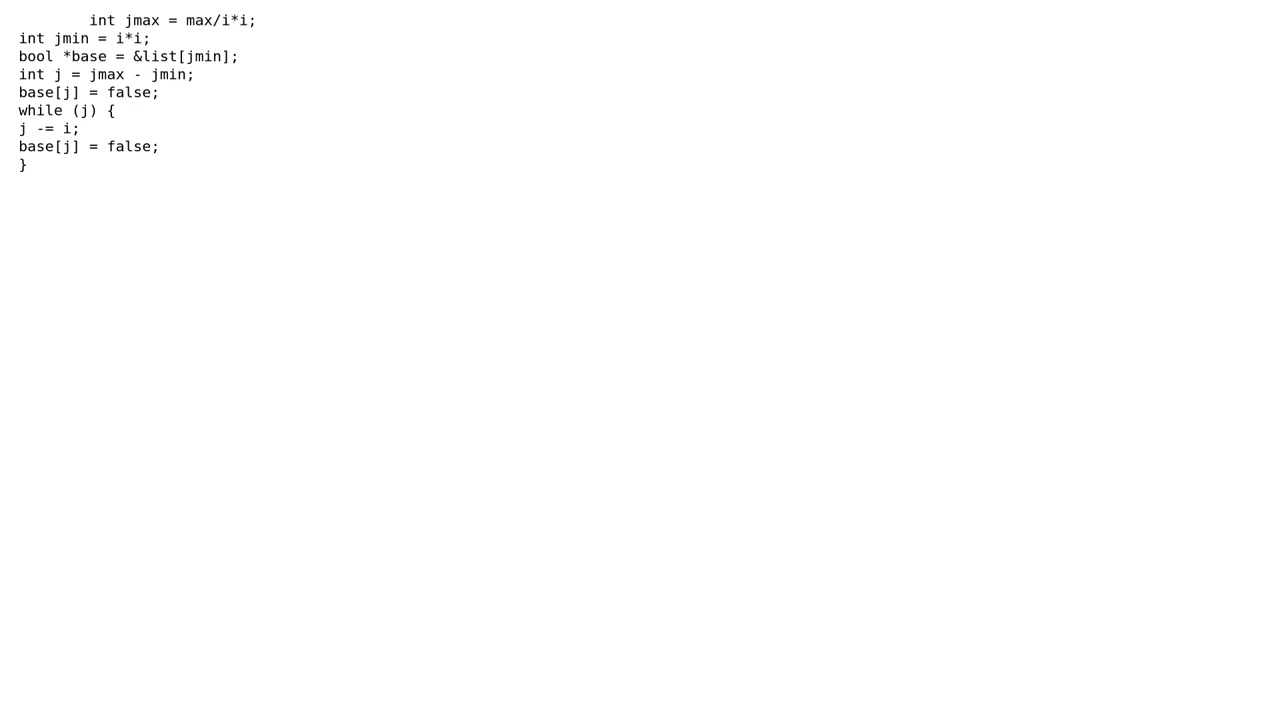 int jmax = max/i*i;
int jmin = i*i;
bool *base = &list[jmin];
int j = jmax - jmin;
base[j] = false;
while (j) {
j -= i;
base[j] = false;
}